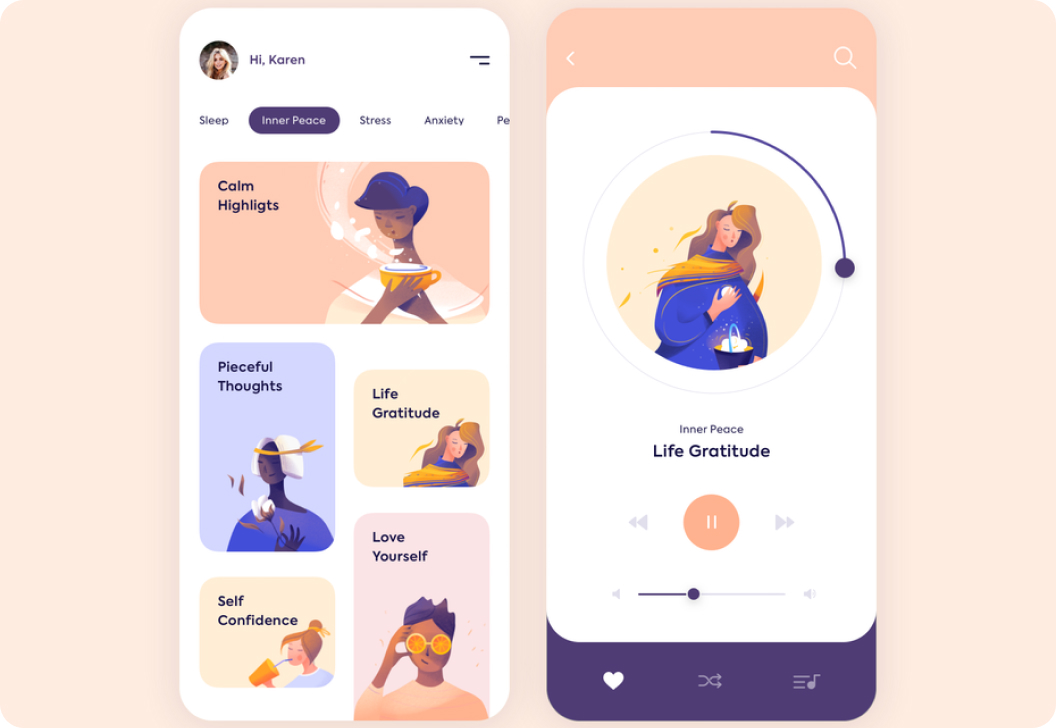 Hi, Karen
Sleep
Inner Peace
Stress
Anxiety
Pe
Calm
Highligts
Pieceful
Thoughts
Life
Gratitude
Love
Yourself
Self
Confidence
Inner Peace
Life Gratitude